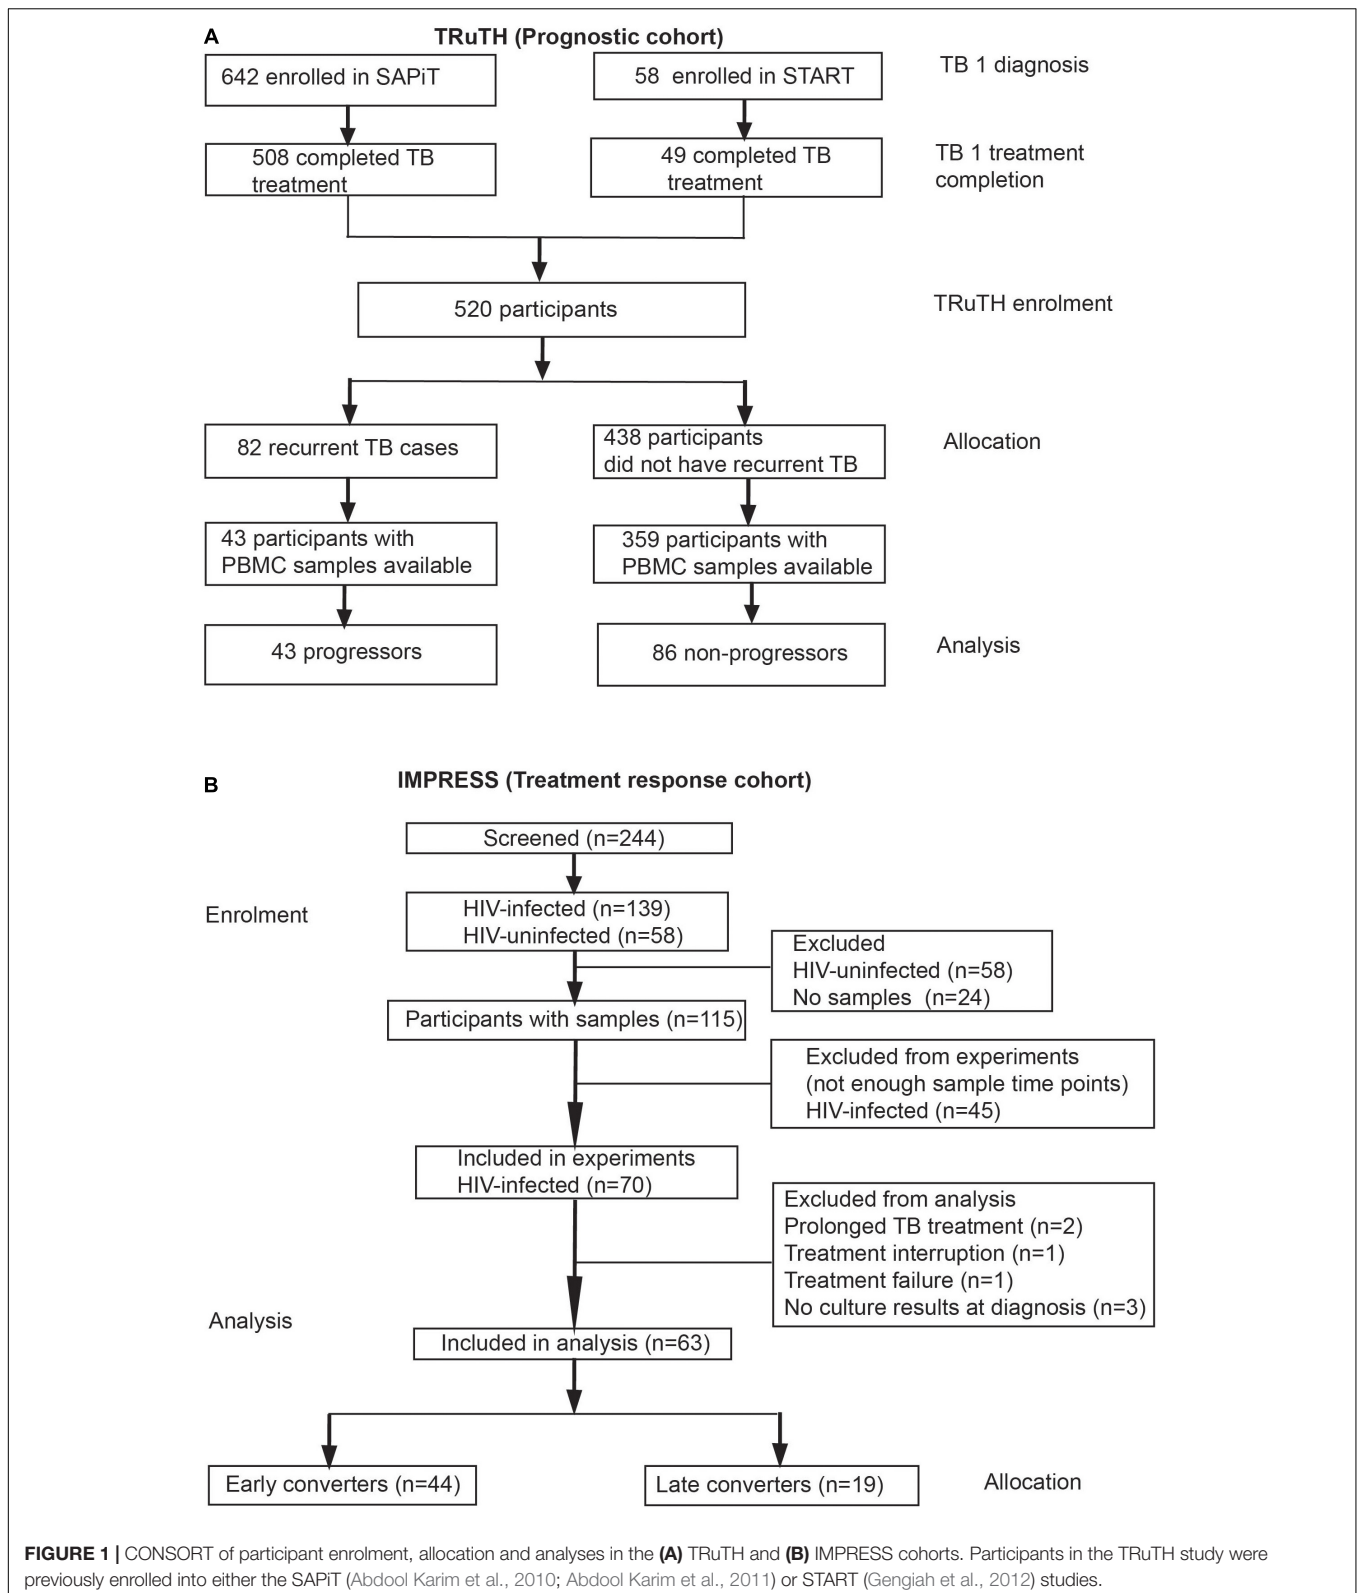 A
TRuTH (Prognostic cohort)
642 enrolled in SAPiT
58 enrolled in START
TB 1 diagnosis
508 completed TB
treatment
49 completed TB
treatment
TB 1 treatment
completion
520 participants
TRuTH enrolment
82 recurrent TB cases
438 participants
did not have recurrent TB
Allocation
43 participants with
PBMC samples available
359 participants with
PBMC samples available
43 progressors
86 non-progressors
Analysis
B
IMPRESS (Treatment response cohort)
Screened (n=244)
Enrolment
HIV-infected (n=139)
HIV-uninfected (n=58)
Excluded
HIV-uninfected (n=58)
No samples (n=24)
Participants with samples (n=115)
Excluded from experiments
(not enough sample time points)
HIV-infected (n=45)
Included in experiments
HIV-infected (n=70)
Excluded from analysis
Prolonged TB treatment (n=2)
Treatment interruption (n=1)
Treatment failure (n=1)
No culture results at diagnosis (n=3)
Analysis
Included in analysis (n=63)
Early converters (n=44)
Late converters (n=19)
Allocation
FIGURE 1 | CONSORT of participant enrolment, allocation and analyses in the (A) TRuTH and (B) IMPRESS cohorts. Participants in the TRuTH study were
previously enrolled into either the SAPiT (Abdool Karim et al., 2010; Abdool Karim et al., 2011) or START (Gengiah et al., 2012) studies.